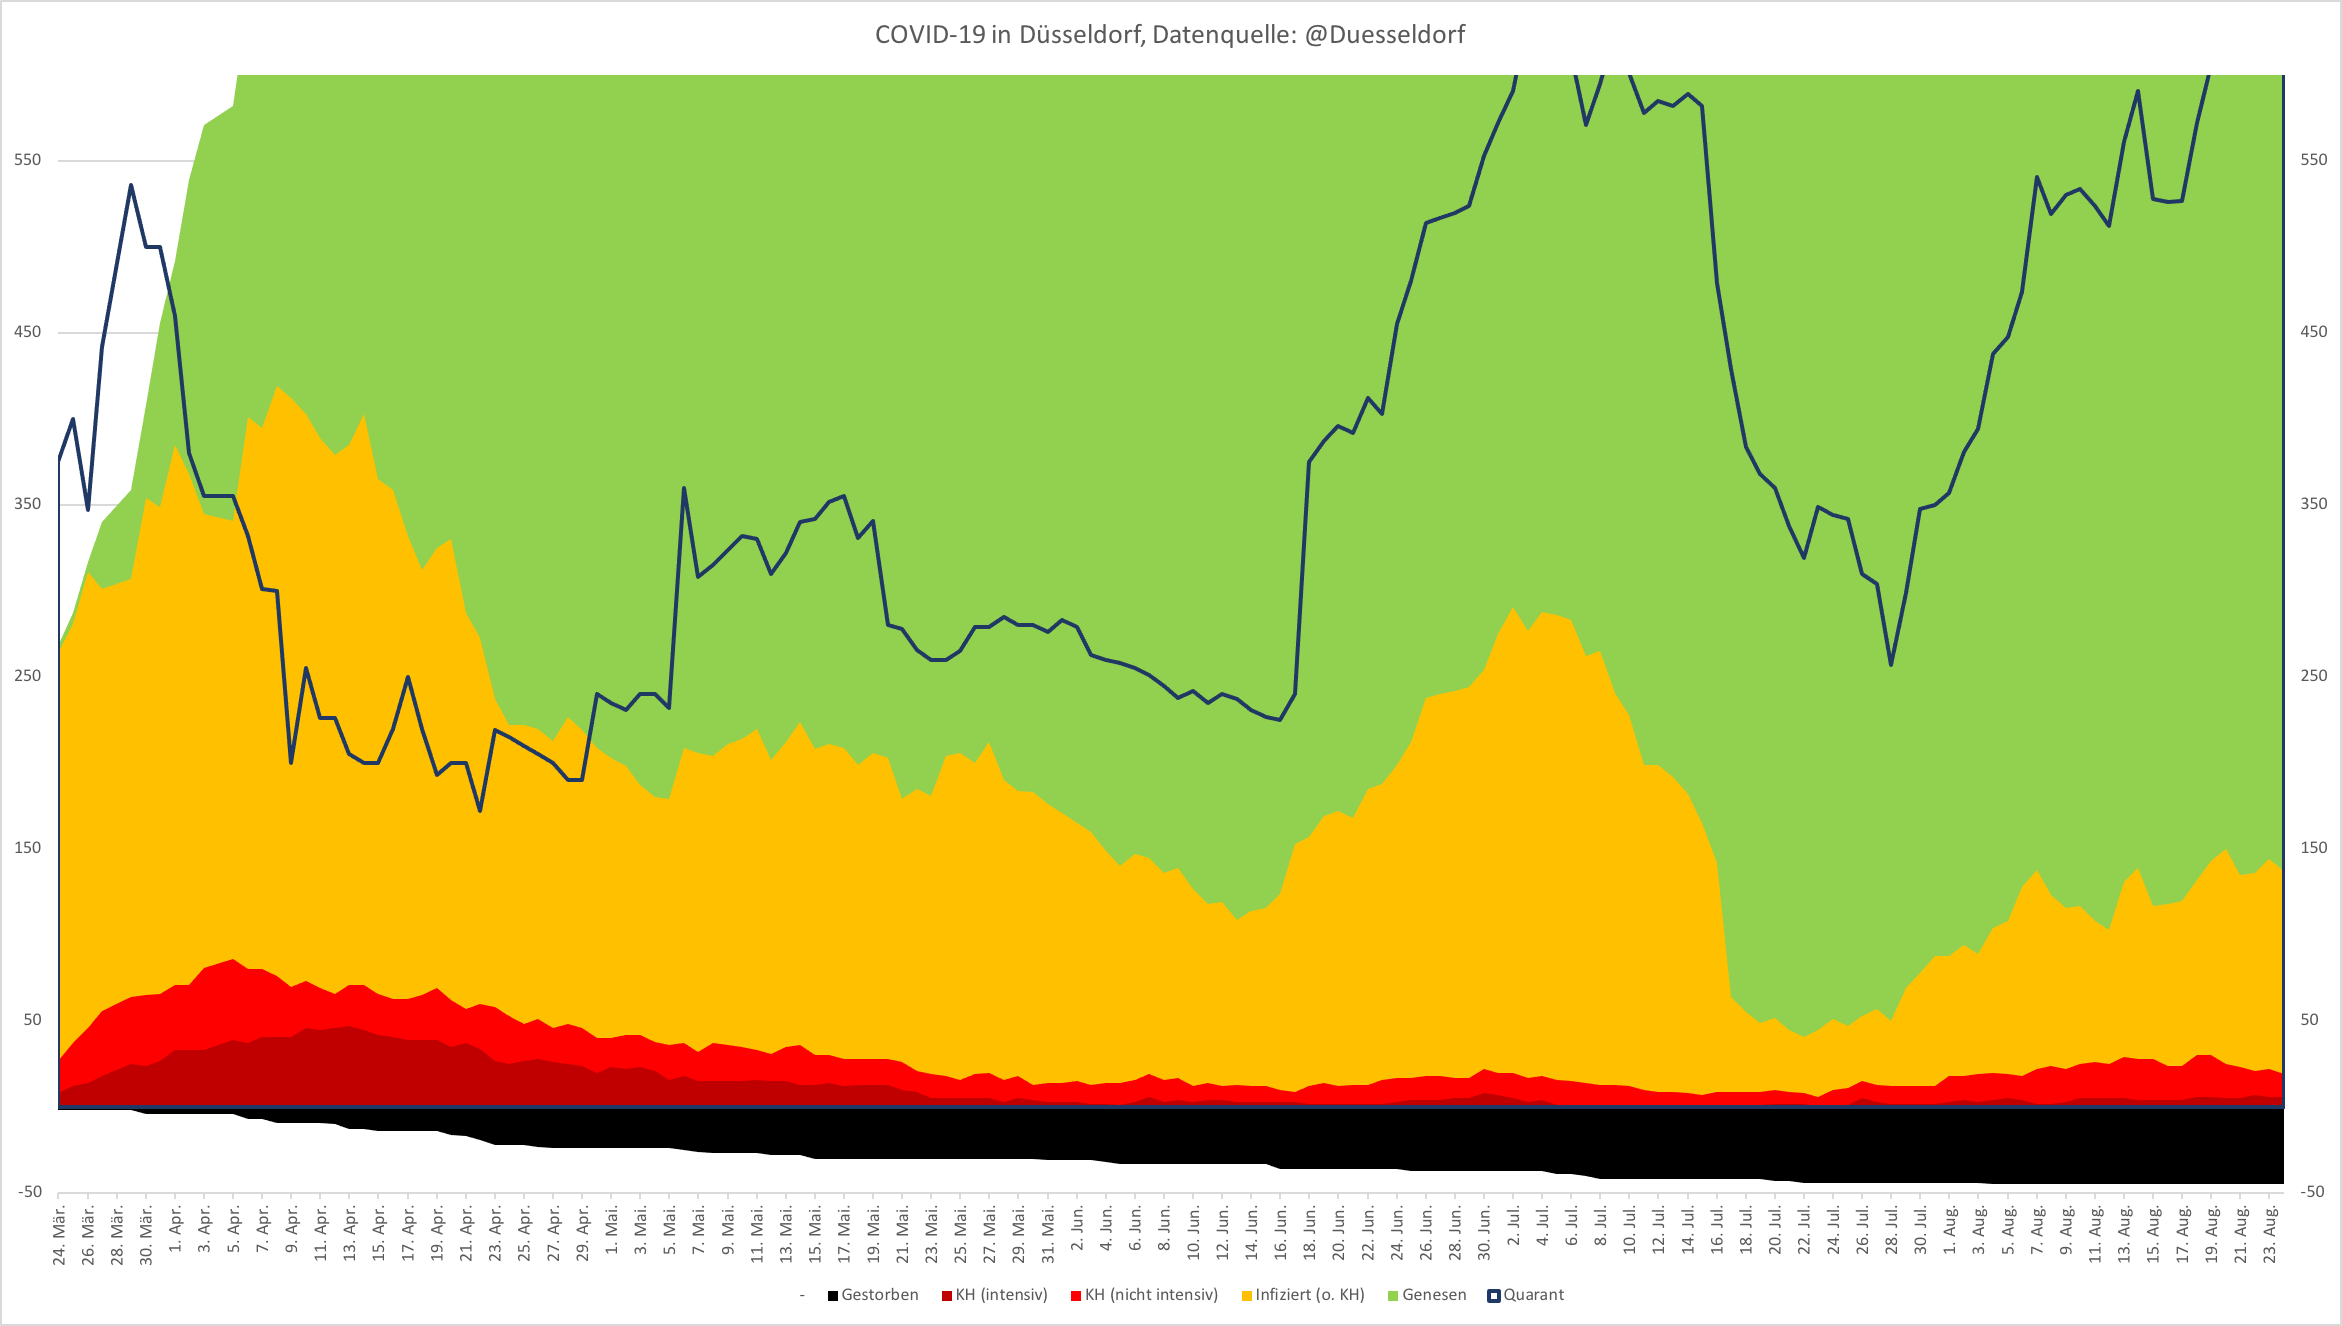 COVID-19 in Düsseldorf, Datenquelle: @Duesseldorf
550 550
450 450
350 350
250 250
150 150
50 50
-50 -50
24. Mär. 26. Mär. 28. Mär. 30. Mär. 1. Apr. 3. Apr. 5. Apr. 7. Apr. 9. Apr. 11. Apr. 13. Apr. 15. Apr. 17. Apr. 19. Apr. 21. Apr. 23. Apr. 25. Apr. 27. Apr. 29. Apr. 1. Mai. 3. Mai. 5. Mai. 7. Mai. 9. Mai. 11. Mai. 13. Mai. 15. Mai. 17. Mai. 19. Mai. 21. Mai. 23. Mai. 25. Mai. 27. Mai. 29. Mai. 31. Mai. 2. Jun. 4. Jun. 6. Jun. 8. Jun. 10. Jun. 12. Jun. 14. Jun. 16. Jun. 18. Jun. 20. Jun. 22. Jun. 24. Jun. 26. Jun. 28. Jun. 30. Jun. 2. Jul. 4. Jul. 6. Jul. 8. Jul. 10. Jul. 12. Jul. 14. Jul. 16. Jul. 18. Jul. 20. Jul. 22. Jul. 24. Jul. 26. Jul. 28. Jul. 30. Jul. 1. Aug. 3. Aug. 5. Aug. 7. Aug. 9. Aug. 11. Aug. 13. Aug. 15. Aug. 17. Aug. 19. Aug. 21. Aug. 23. Aug.
- Gestorben KH (intensiv) KH (nicht intensiv) Infiziert (o. KH) Genesen Quarant